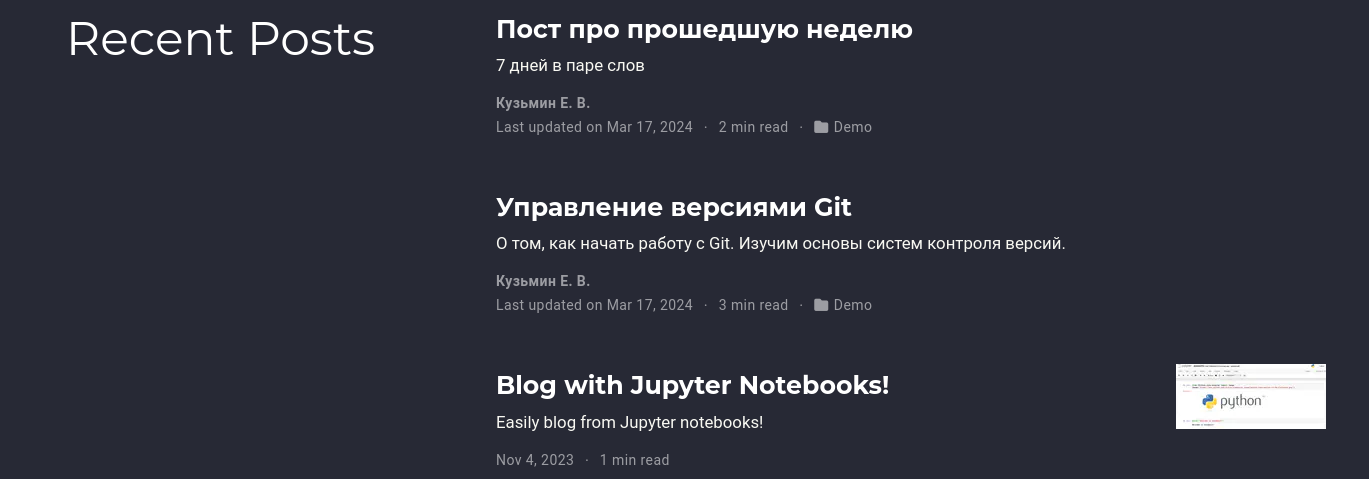 Recent Posts
Пост про прошедшую неделю
7 дней в паре слов
Кузьмин Е. В.
Last updated on Mar 17, 2024 · 2 min read · Demo
Управление версиями Git
О том, как начать работу с Git. Изучим основы систем контроля версий.
Кузьмин Е. В.
Last updated on Mar 17, 2024 · 3 min read · Demo
Blog with Jupyter Notebooks!
Easily blog from Jupyter notebooks!
python
Nov 4, 2023 · 1 min read